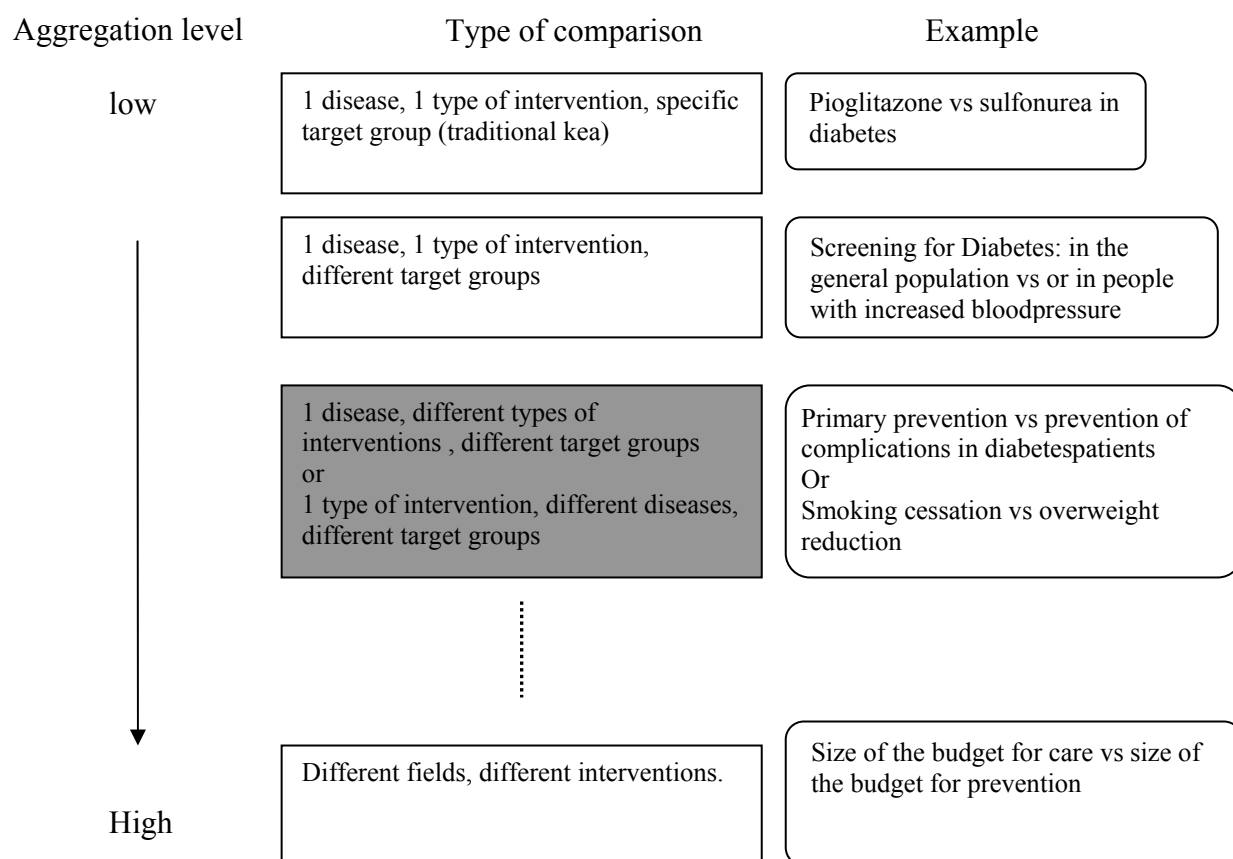 Aggregation level
Type of comparison
Example
low
1 disease, 1 type of intervention, specific
target group (traditional kea)
Pioglitazone vs sulfonurea in
diabetes
1 disease, 1 type of intervention,
different target groups
Screening for Diabetes: in the
general population vs or in people
with increased bloodpressure
1 disease, different types of
interventions , different target groups
or
1 type of intervention, different diseases,
different target groups
Primary prevention vs prevention of
complications in diabetespatients
Or
Smoking cessation vs overweight
reduction
Different fields, different interventions.
Size of the budget for care vs size of
the budget for prevention
High